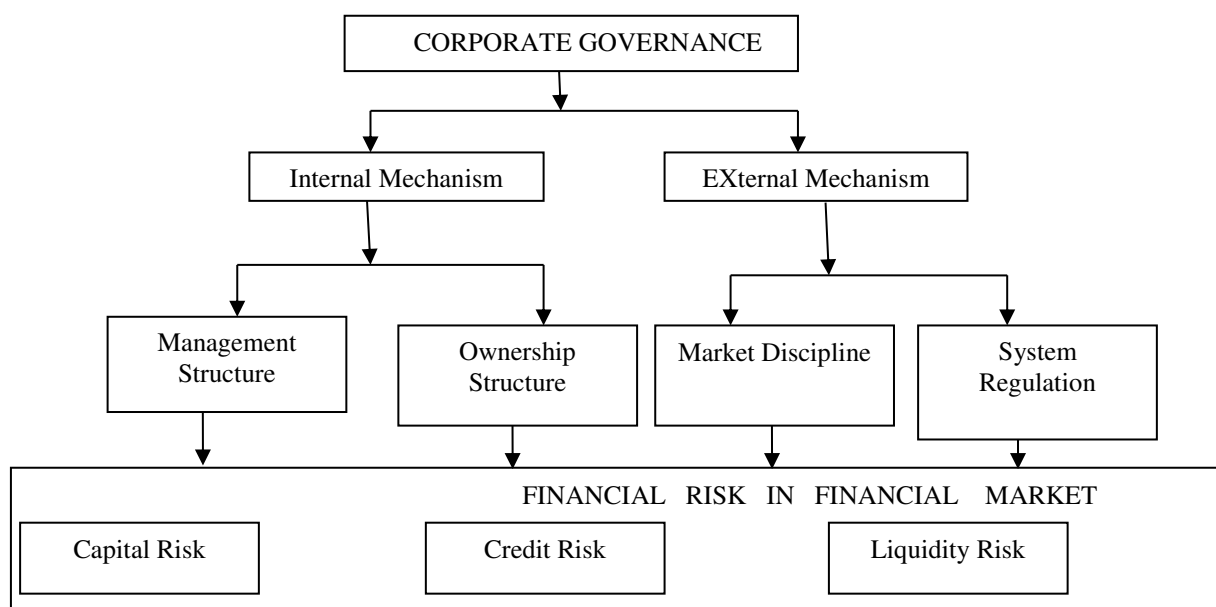 CORPORATE GOVERNANCE
Internal Mechanism
EXternal Mechanism
Management
Structure
Ownership
Structure
Market Discipline
System
Regulation
FINANCIAL RISK IN FINANCIAL MARKET
Capital Risk
Credit Risk
Liquidity Risk